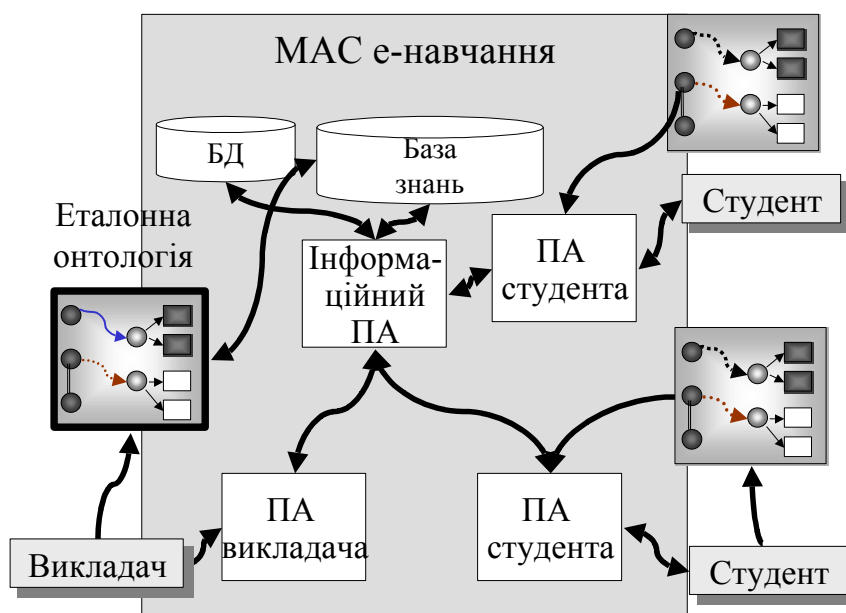 МАС е-навчання
БД
База
знань
Еталонна
онтологія
Студент
Інформа-
ційний
ПА
ПА
студента
ПА
викладача
ПА
студента
Викладач
Студент